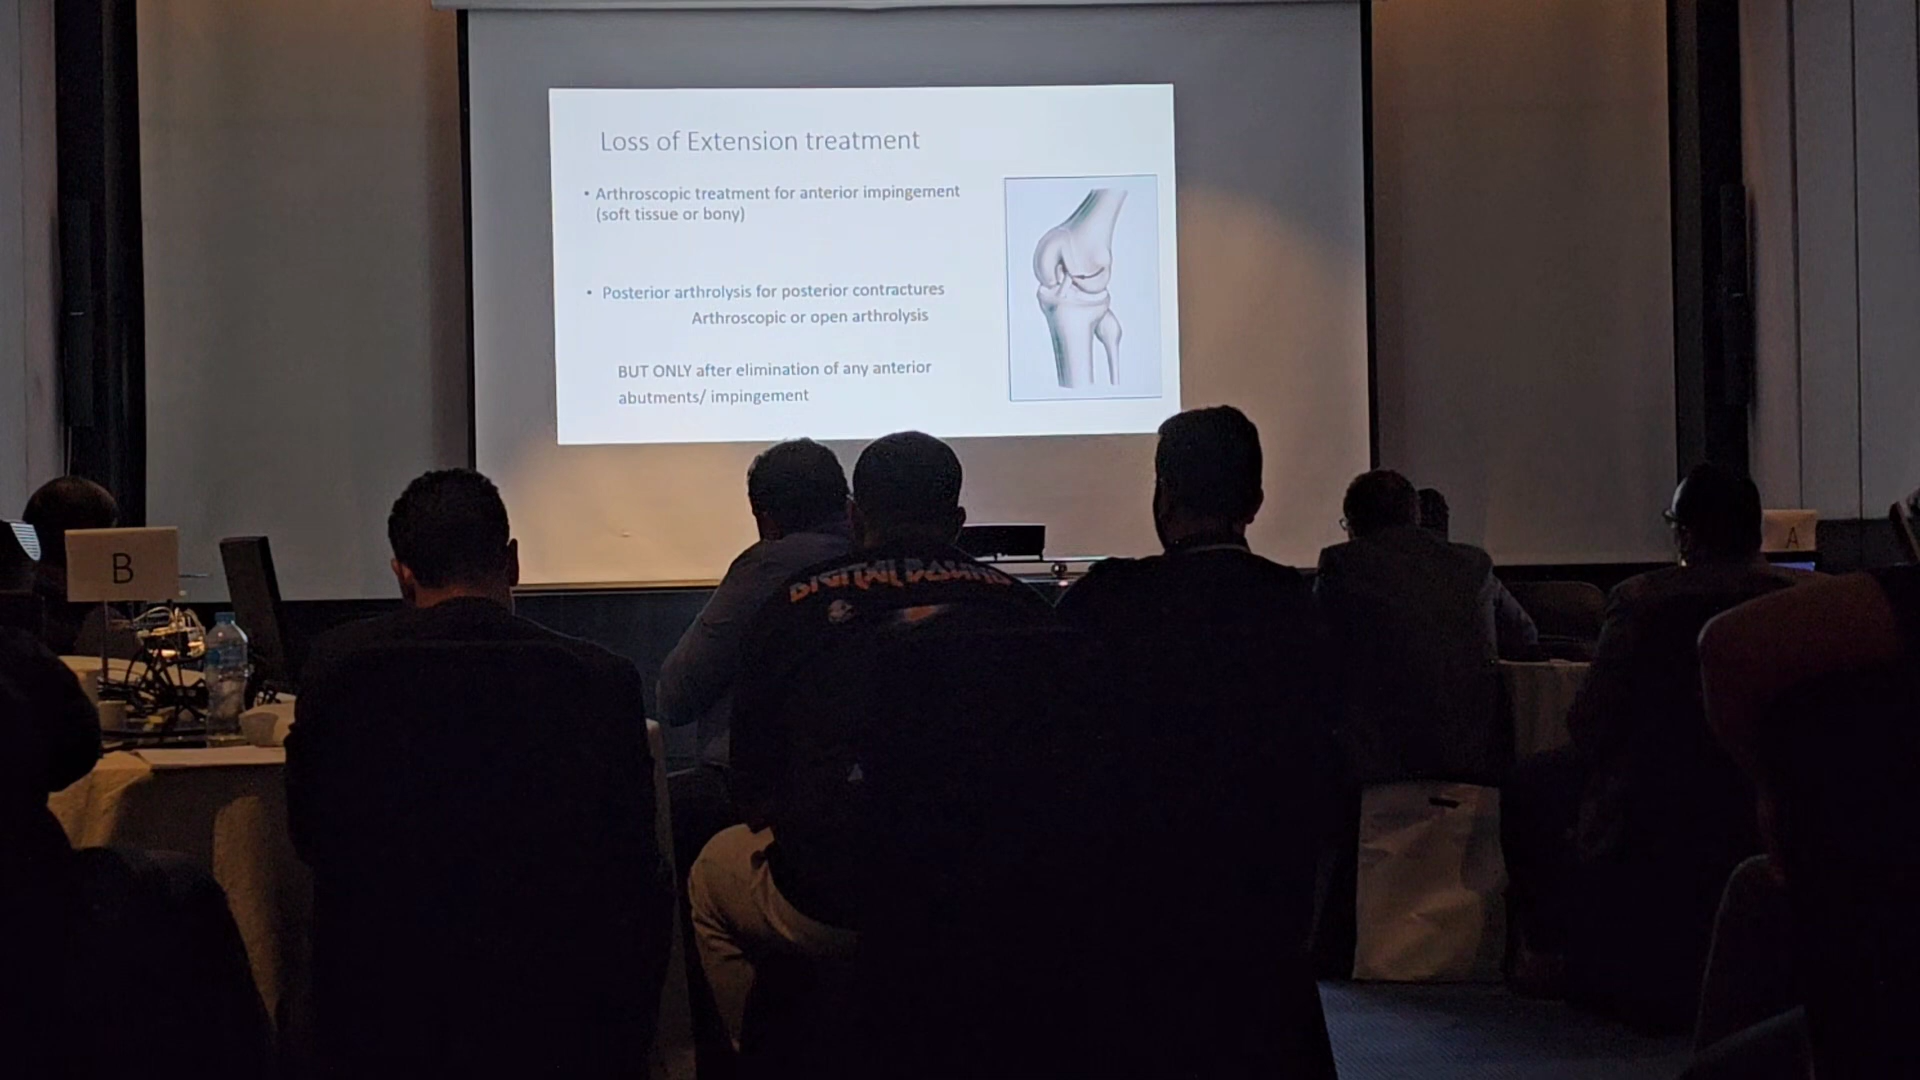 Loss of Extension treatment
• Arthroscopic treatment for anterior impingement
(soft tissue or bony)
• Posterior arthrolysis for posterior contractures
Arthroscopic or open arthrolysis
BUT ONLY after elimination of any anterior
abutments/ impingement
B
A
DIGITAL